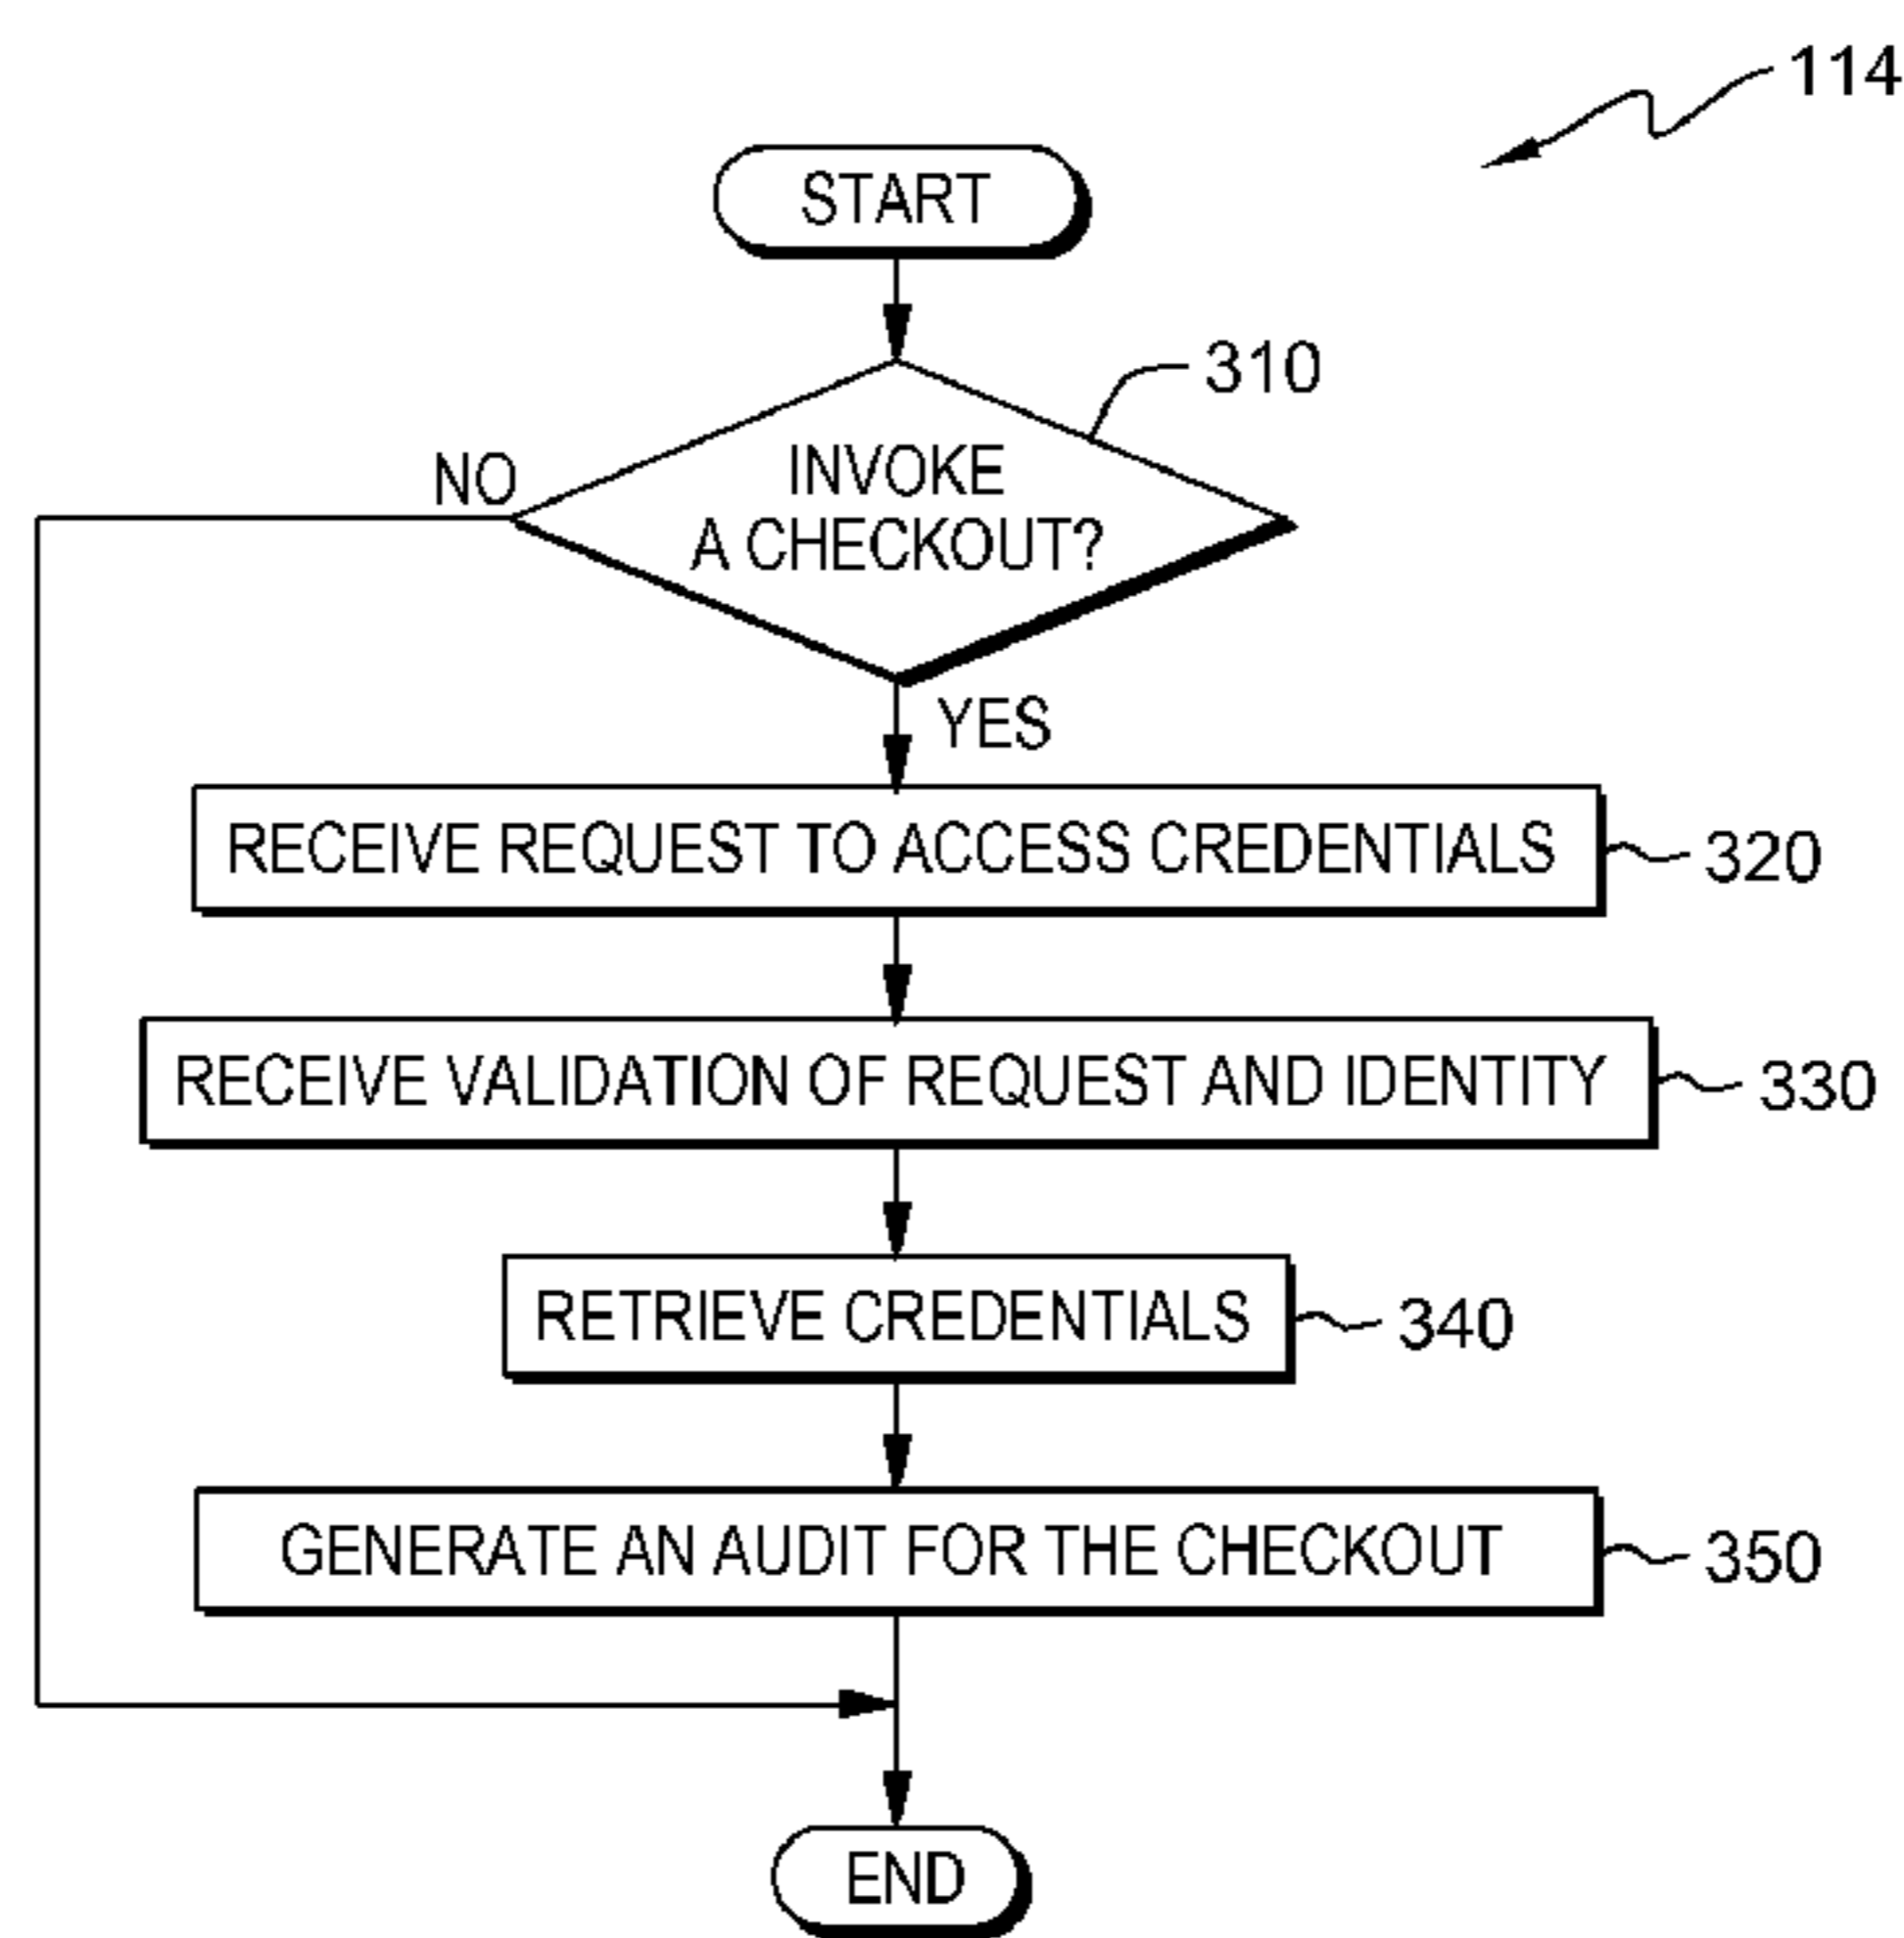 114
START
310
INVOKE
A CHECKOUT?
NO
YES
RECEIVE REQUEST TO ACCESS CREDENTIALS
320
RECEIVE VALIDATION OF REQUEST AND IDENTITY
330
RETRIEVE CREDENTIALS
340
GENERATE AN AUDIT FOR THE CHECKOUT
350
END